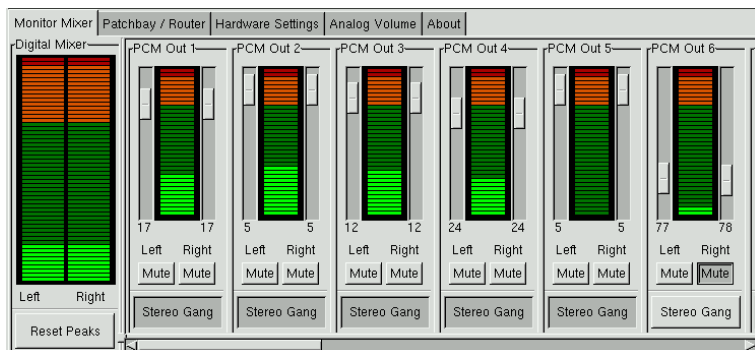 Monitor Mixer Patchbay / Router Hardware Settings Analog Volume About
Digital Mixer PCM Out 1 PCM Out 2 PCM Out 3 PCM Out 4 PCM Out 5 PCM Out 6
17 17 5 5 12 12 24 24 5 5 77 78
Left Right Left Right Left Right Left Right Left Right Left Right
Mute Mute Mute Mute Mute Mute Mute Mute Mute Mute Mute Mute
Left Right
Stereo Gang Stereo Gang Stereo Gang Stereo Gang Stereo Gang Stereo Gang
Reset Peaks